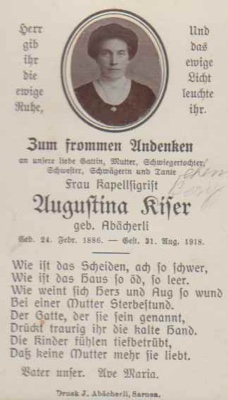 Herr
gib
ihr
die
ewige
Ruhe,
Und
das
ewige
Licht
leuchte
ihr.
Zum frommen Andenken
an unsere liebe Gattin, Mutter, Schwiegertochter,
Schwester, Schwägerin und Tante
Frau Kapellsigrist
Augustina Kiser
geb. Abächerli
Geb. 24. Febr. 1886. — Gest. 31. Aug. 1918.
Wie ist das Scheiden, ach so schwer,
Wie ist das Haus so öd, so leer.
Wie weint sich Herz und Aug so wund
Bei einer Mutter Sterbestund.
Der Gatte, der sie sein genannt,
Drückt traurig ihr die kalte Hand.
Die Kinder fühlen tiefbetrübt,
Daß keine Mutter mehr sie liebt.
Vater unser. Ave Maria.
Druck J. Abächerli, Sarnen.